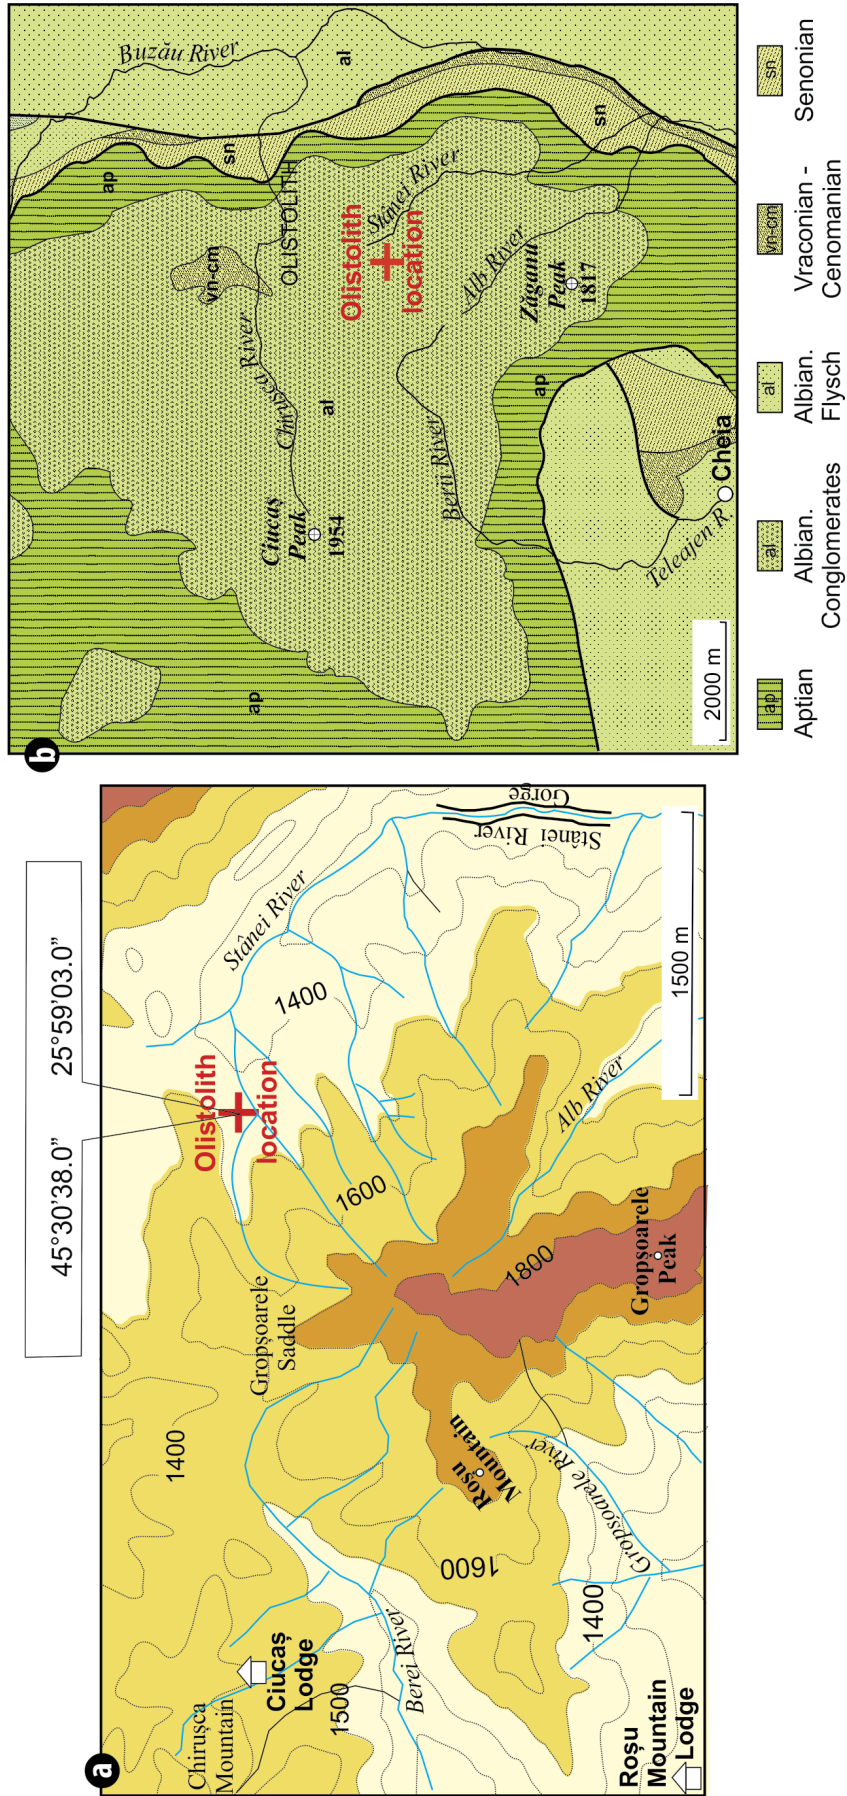 a
45°30’38.0” 25°59’03.0”
Chirușca
Mountain
Ciucaș
Lodge
1500
Berei River
1400
Gropșoarele
Saddle
Olistolith
location
Stânei River
1400
1600
1600
Roșu
Mountain
Gropșoarele River
1400
Roșu
Mountain
Lodge
1800
Gropșoarele
Peak
Alb River
Stânei River
Gorge
1500 m
b
Buzău River
al
ap
sn
vn-cm
OLISTOLITH
Chirușca River
Olistolith
location
Stânei River
al
Ciucaș
Peak
1954
Berii River
Alb River
Zăganu
Peak
1817
sn
ap
ap
Cheia
Teleajen R.
2000 m
ap
Aptian
al
Albian.
Conglomerates
al
Albian.
Flysch
vn-cm
Vraconian -
Cenomanian
sn
Senonian